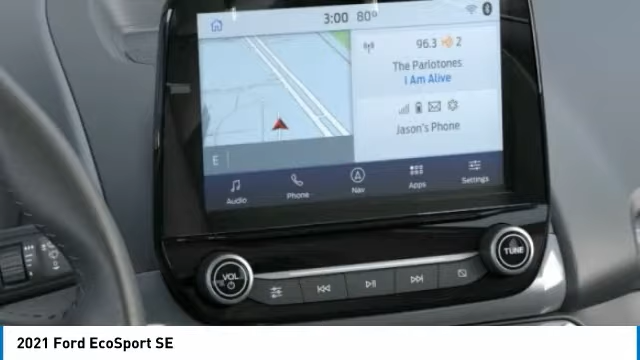 3:00 80°
96.3 2
The Parlotones
I Am Alive
Jason's Phone
E
Audio Phone Nav Apps Settings
VOL
TUNE
2021 Ford EcoSport SE